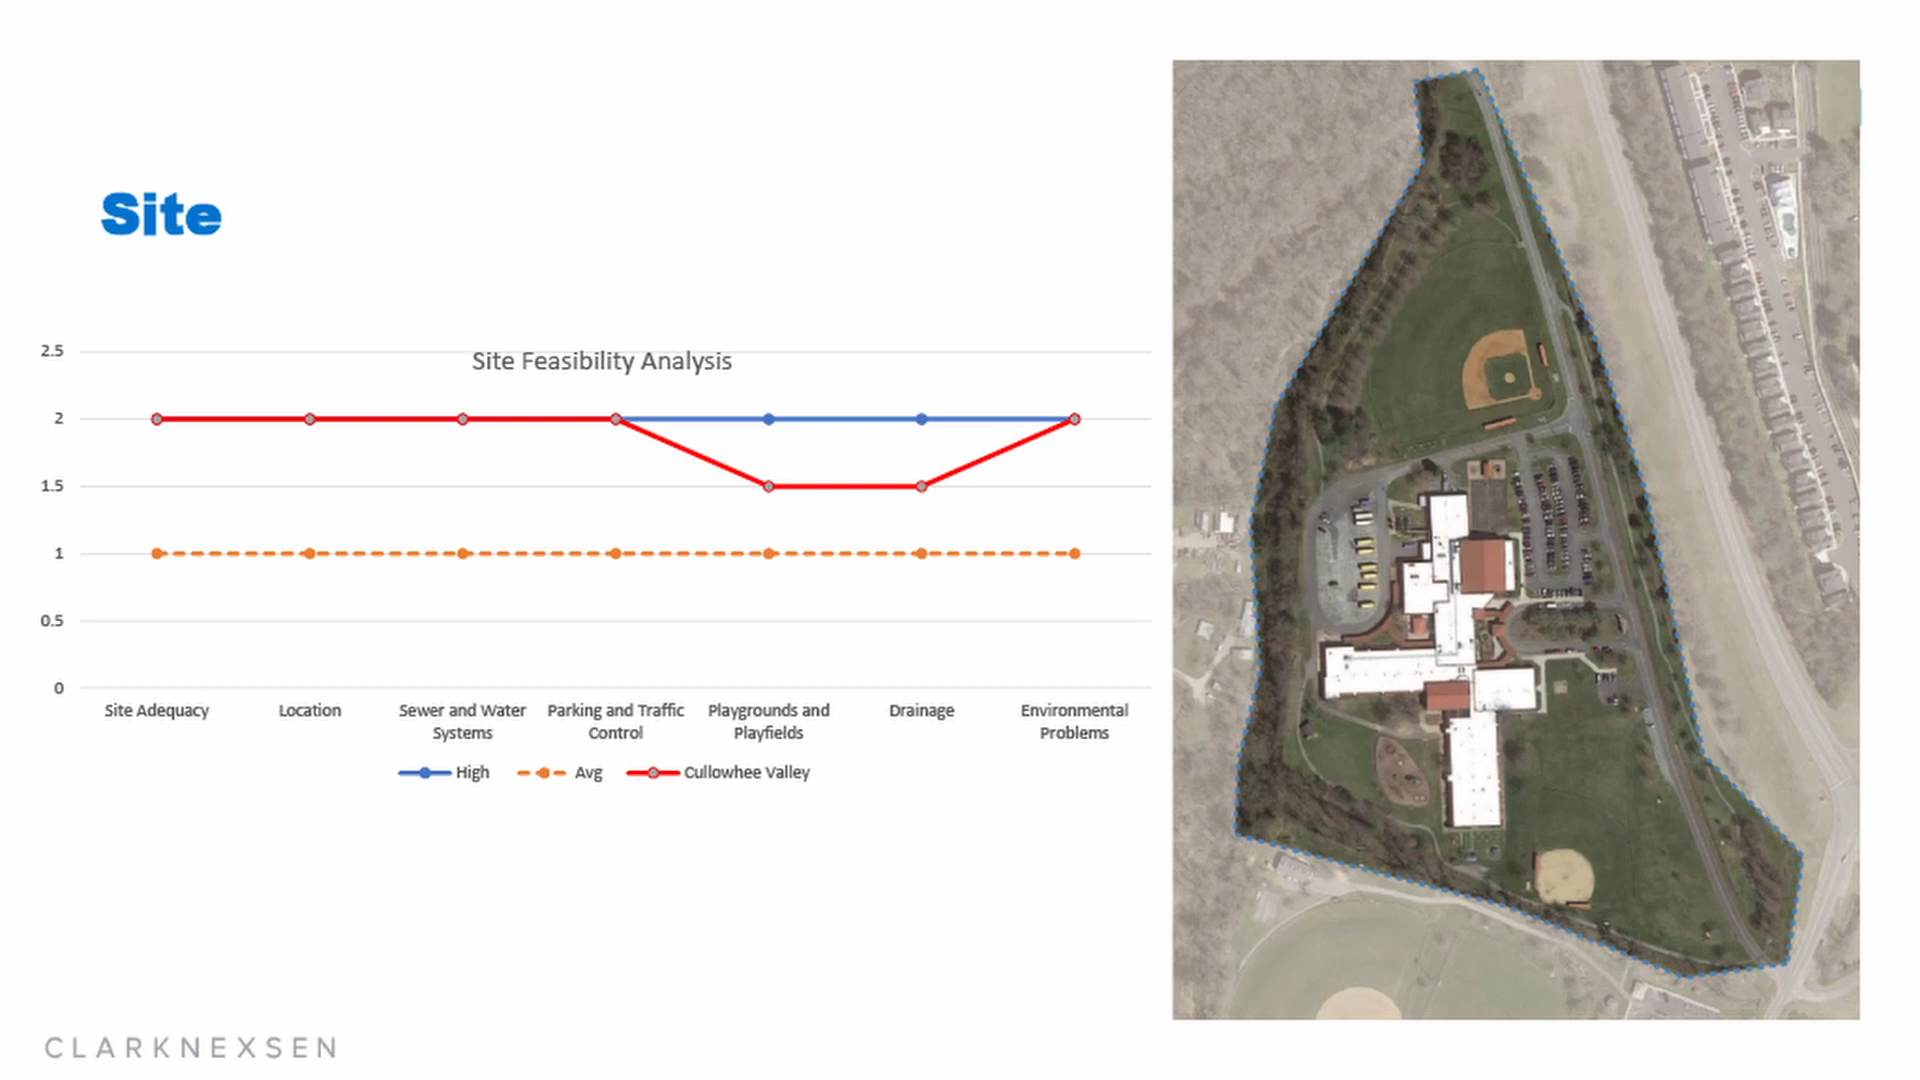 Site
Site Feasibility Analysis
2.5
2
1.5
1
0.5
0
Site Adequacy
Location
Sewer and Water
Systems
Parking and Traffic
Control
Playgrounds and
Playfields
Drainage
Environmental
Problems
High
Avg
Cullowhee Valley
CLARKNEXSEN